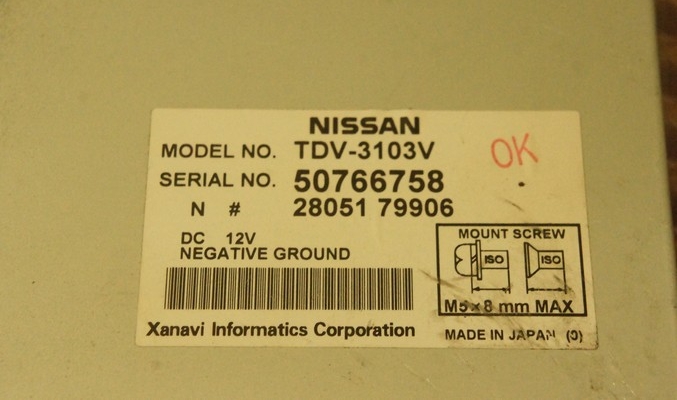 NISSAN
MODEL NO. TDV-3103V
OK
SERIAL NO. 50766758
N # 28051 79906
DC 12V
NEGATIVE GROUND
MOUNT SCREW
ISO ISO
M5×8 mm MAX
Xanavi Informatics Corporation
MADE IN JAPAN (0)